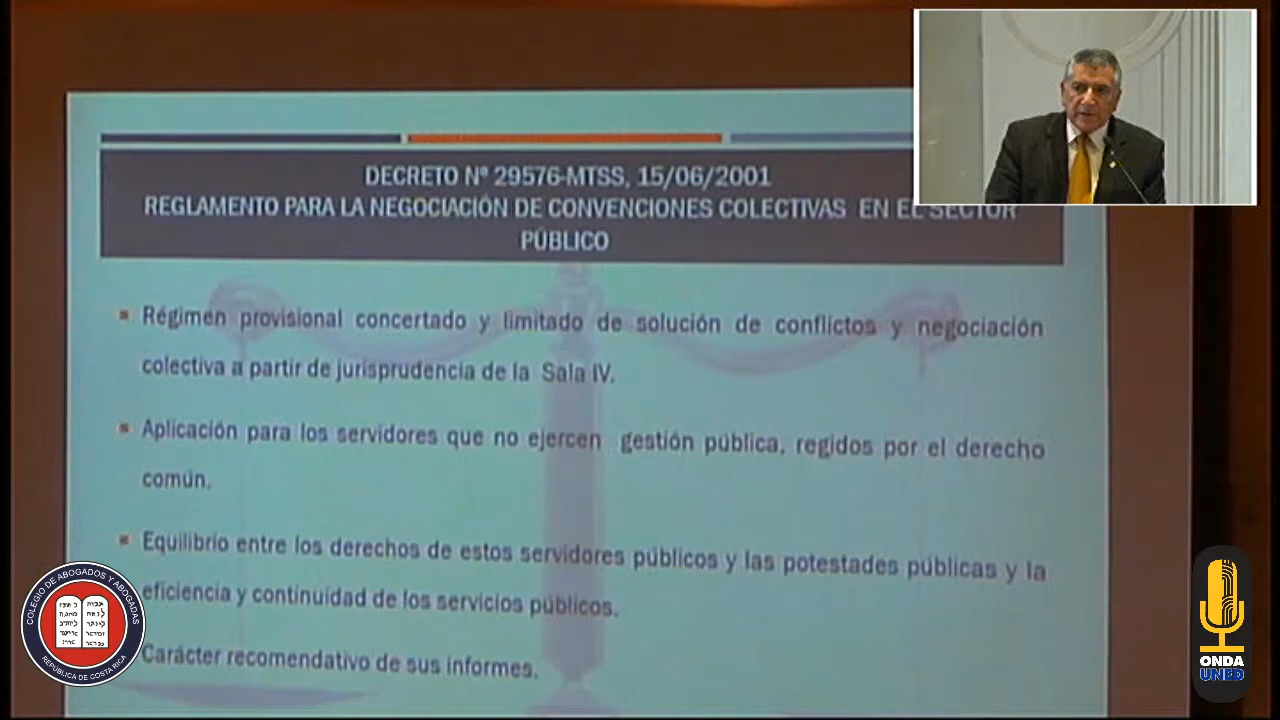 DECRETO Nº 29576-MTSS, 15/06/2001
REGLAMENTO PARA LA NEGOCIACIÓN DE CONVENCIONES COLECTIVAS EN EL SECTOR
PÚBLICO
Régimen provisional concertado y limitado de solución de conflictos y negociación
colectiva a partir de jurisprudencia de la Sala IV.
Aplicación para los servidores que no ejercen gestión pública, regidos por el derecho
común.
Equilibrio entre los derechos de estos servidores públicos y las potestades públicas y la
eficiencia y continuidad de los servicios públicos.
Carácter recomendativo de sus informes.
COLEGIO DE ABOGADOS Y ABOGADAS
REPÚBLICA DE COSTA RICA
ONDA
UNED